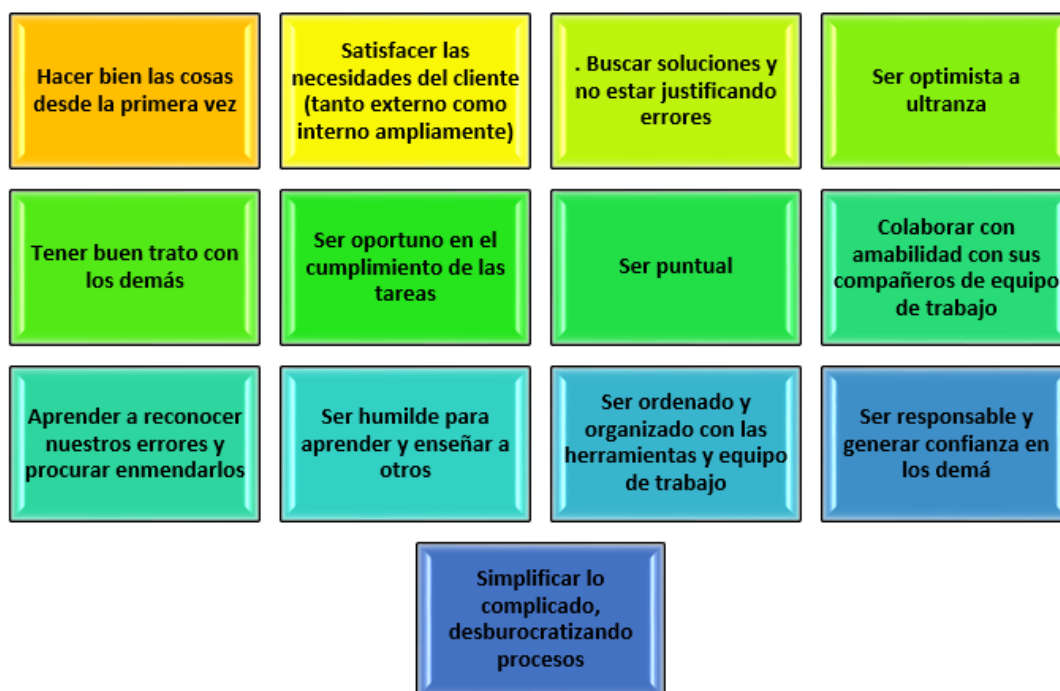 Hacer bien las cosas
desde la primera vez
Satisfacer las
necesidades del cliente
(tanto externo como
interno ampliamente)
. Buscar soluciones y
no estar justificando
errores
Ser optimista a
ultranza
Tener buen trato con
los demás
Ser oportuno en el
cumplimiento de las
tareas
Ser puntual
Colaborar con
amabilidad con sus
compañeros de equipo
de trabajo
Aprender a reconocer
nuestros errores y
procurar enmendarlos
Ser humilde para
aprender y enseñar a
otros
Ser ordenado y
organizado con las
herramientas y equipo
de trabajo
Ser responsable y
generar confianza en
los demá
Simplificar lo
complicado,
desburocratizando
procesos